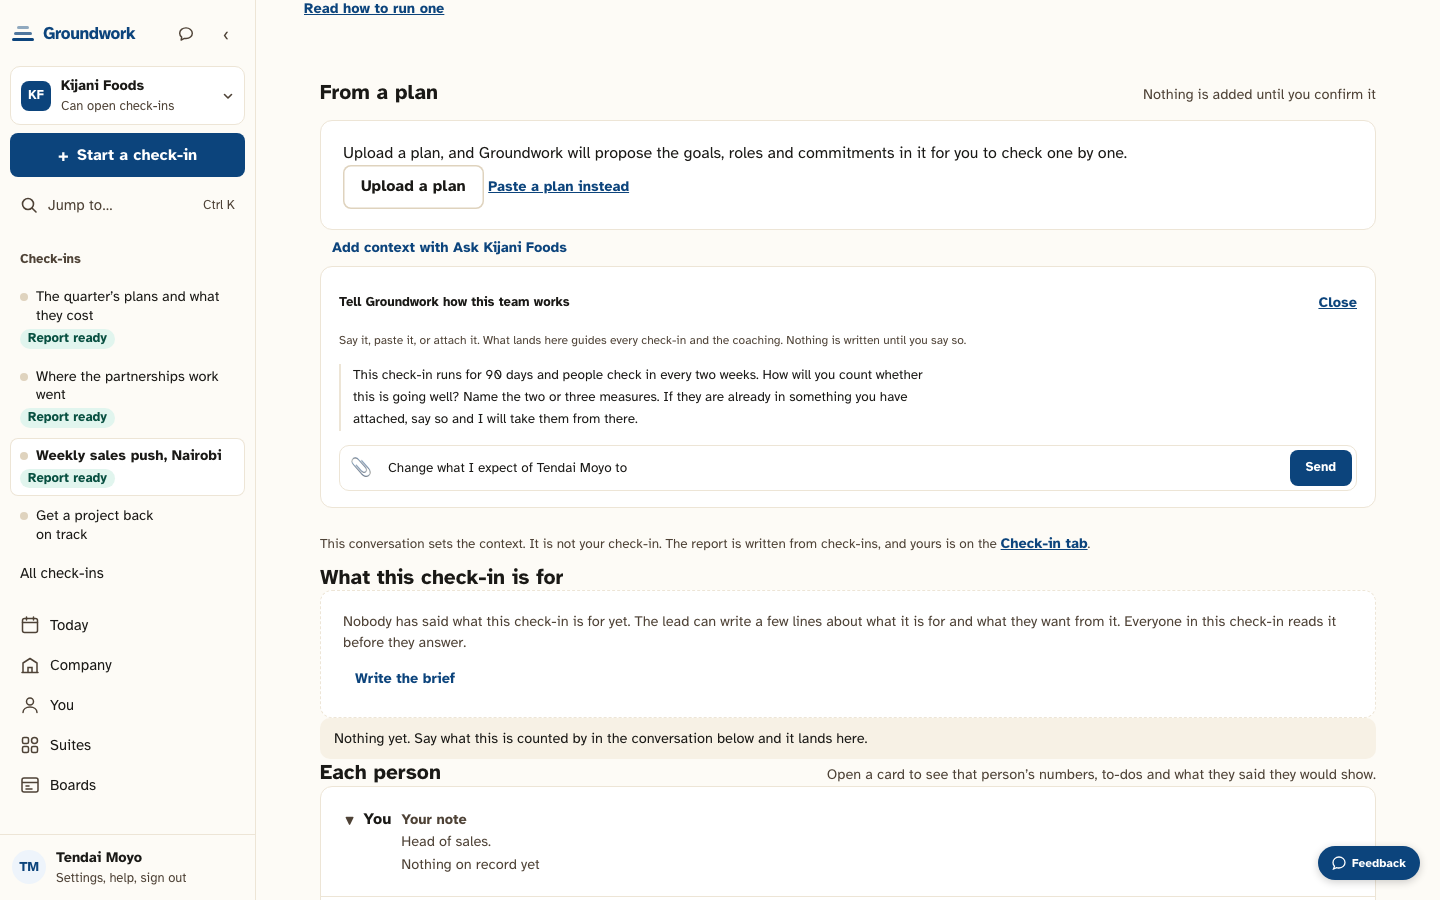 Groundwork
KF
Kijani Foods
Can open check-ins
+ Start a check-in
Jump to...
Ctrl K
Check-ins
The quarter's plans and what
they cost
Report ready
Where the partnerships work
went
Report ready
Weekly sales push, Nairobi
Report ready
Get a project back
on track
All check-ins
Today
Company
You
Suites
Boards
TM
Tendai Moyo
Settings, help, sign out
Read how to run one
From a plan
Nothing is added until you confirm it
Upload a plan, and Groundwork will propose the goals, roles and commitments in it for you to check one by one.
Upload a plan
Paste a plan instead
Add context with Ask Kijani Foods
Tell Groundwork how this team works
Close
Say it, paste it, or attach it. What lands here guides every check-in and the coaching. Nothing is written until you say so.
This check-in runs for 90 days and people check in every two weeks. How will you count whether
this is going well? Name the two or three measures. If they are already in something you have
attached, say so and I will take them from there.
Change what I expect of Tendai Moyo to
Send
This conversation sets the context. It is not your check-in. The report is written from check-ins, and yours is on the Check-in tab.
What this check-in is for
Nobody has said what this check-in is for yet. The lead can write a few lines about what it is for and what they want from it. Everyone in this check-in reads it
before they answer.
Write the brief
Nothing yet. Say what this is counted by in the conversation below and it lands here.
Each person
Open a card to see that person's numbers, to-dos and what they said they would show.
You
Your note
Head of sales.
Nothing on record yet
Feedback